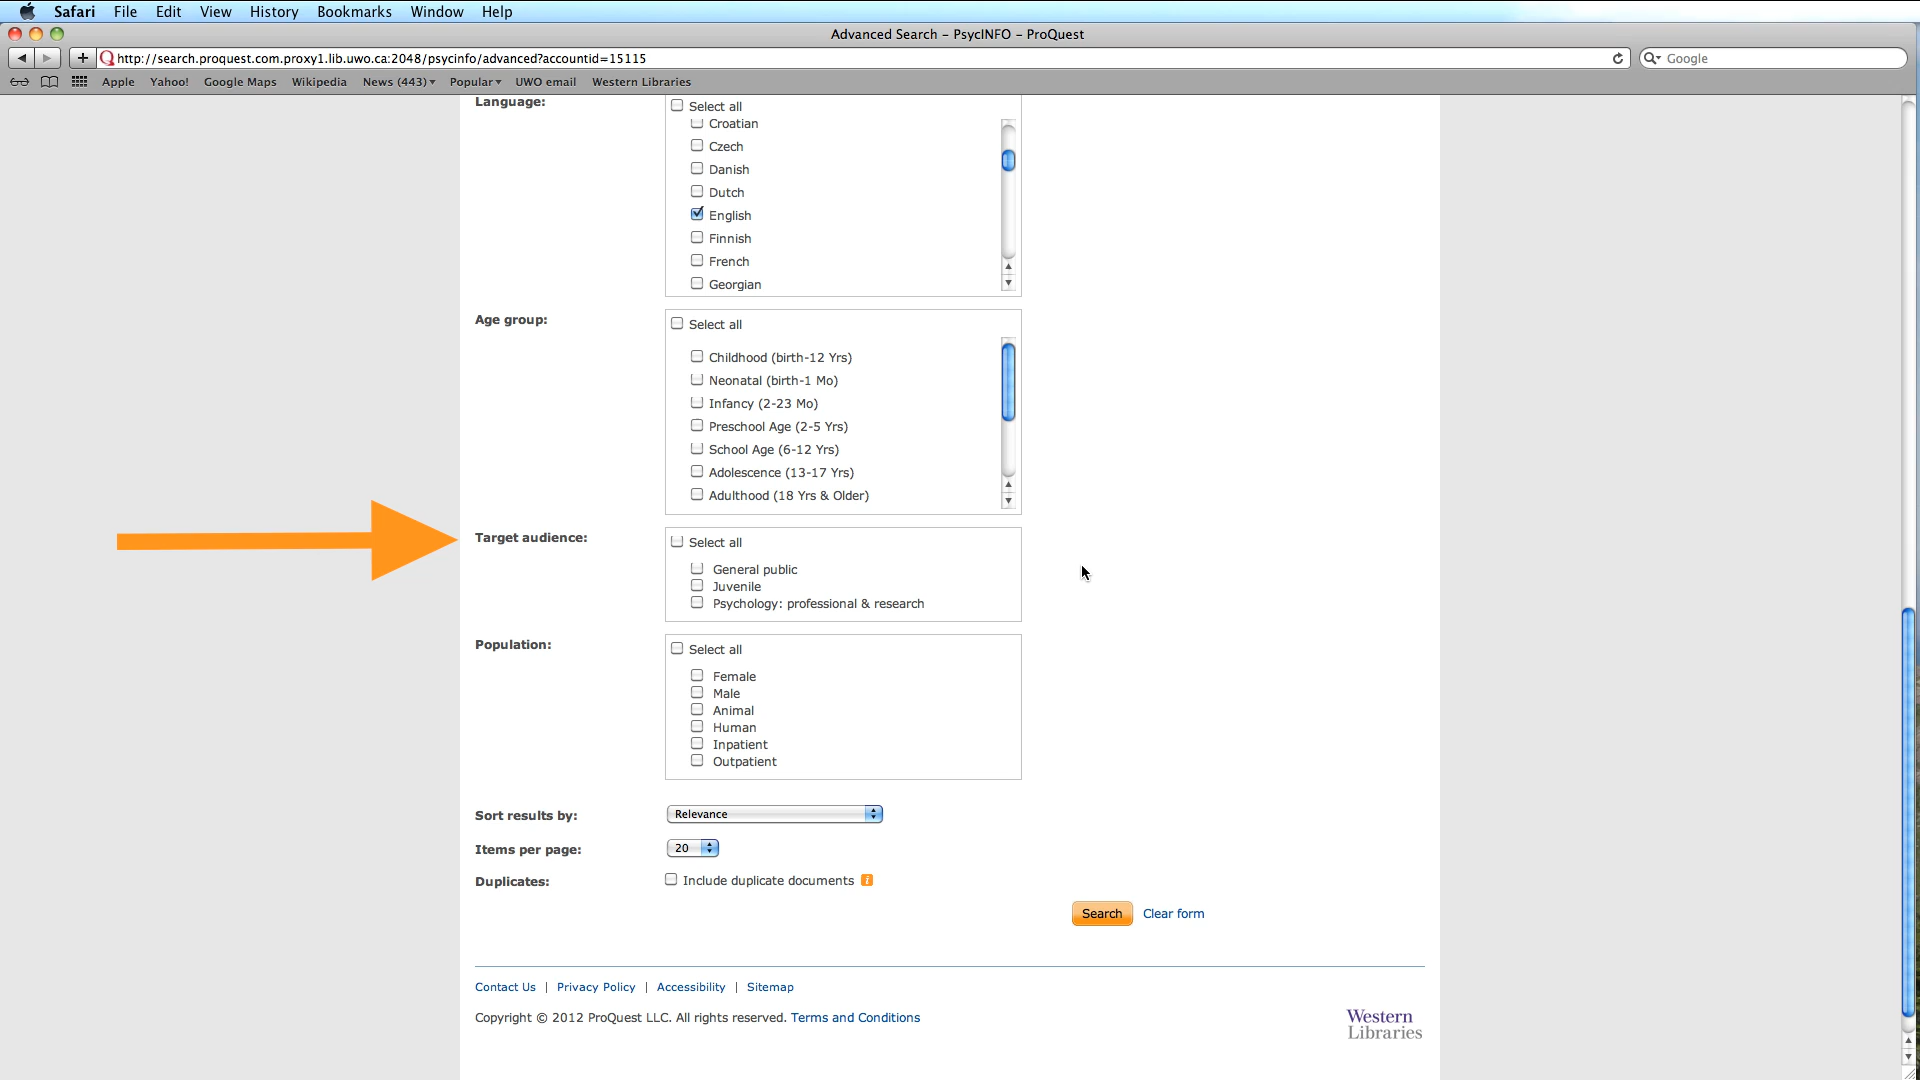 Safari File Edit View History Bookmarks Window Help
Advanced Search – PsycINFO – ProQuest
http://search.proquest.com.proxy1.lib.uwo.ca:2048/psycinfo/advanced?accountid=15115
Google
Apple Yahoo! Google Maps Wikipedia News (443) Popular UWO email Western Libraries
Language:
Select all
Croatian
Czech
Danish
Dutch
English
Finnish
French
Georgian
Age group:
Select all
Childhood (birth-12 Yrs)
Neonatal (birth-1 Mo)
Infancy (2-23 Mo)
Preschool Age (2-5 Yrs)
School Age (6-12 Yrs)
Adolescence (13-17 Yrs)
Adulthood (18 Yrs & Older)
Target audience:
Select all
General public
Juvenile
Psychology: professional & research
Population:
Select all
Female
Male
Animal
Human
Inpatient
Outpatient
Sort results by: Relevance
Items per page: 20
Duplicates: Include duplicate documents i
Search Clear form
Contact Us | Privacy Policy | Accessibility | Sitemap
Copyright © 2012 ProQuest LLC. All rights reserved. Terms and Conditions
Western
Libraries